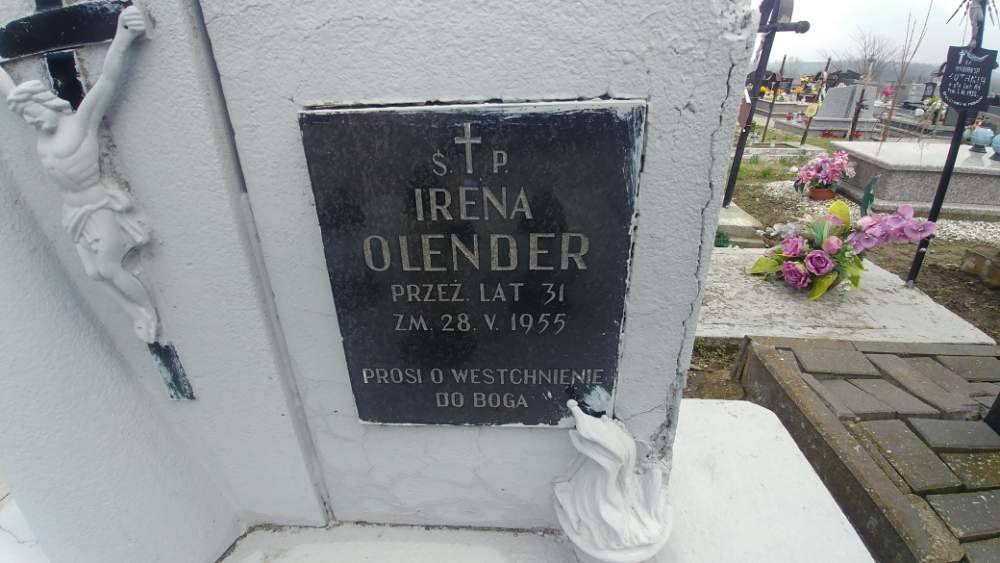 Ś. P.
IRENA
OLENDER
PRZEŻ. LAT 31
ZM. 28. V. 1955
PROSI O WESTCHNIENIE
DO BOGA